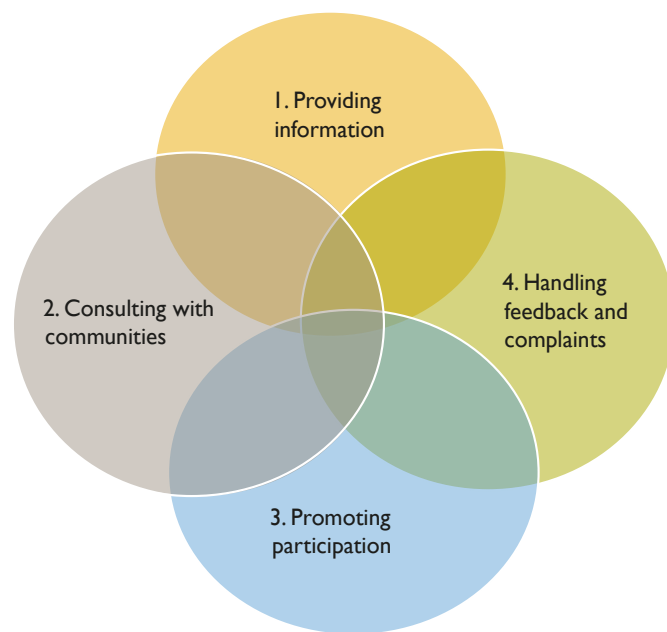 1. Providing
information
2. Consulting with
communities
4. Handling
feedback and
complaints
3. Promoting
participation